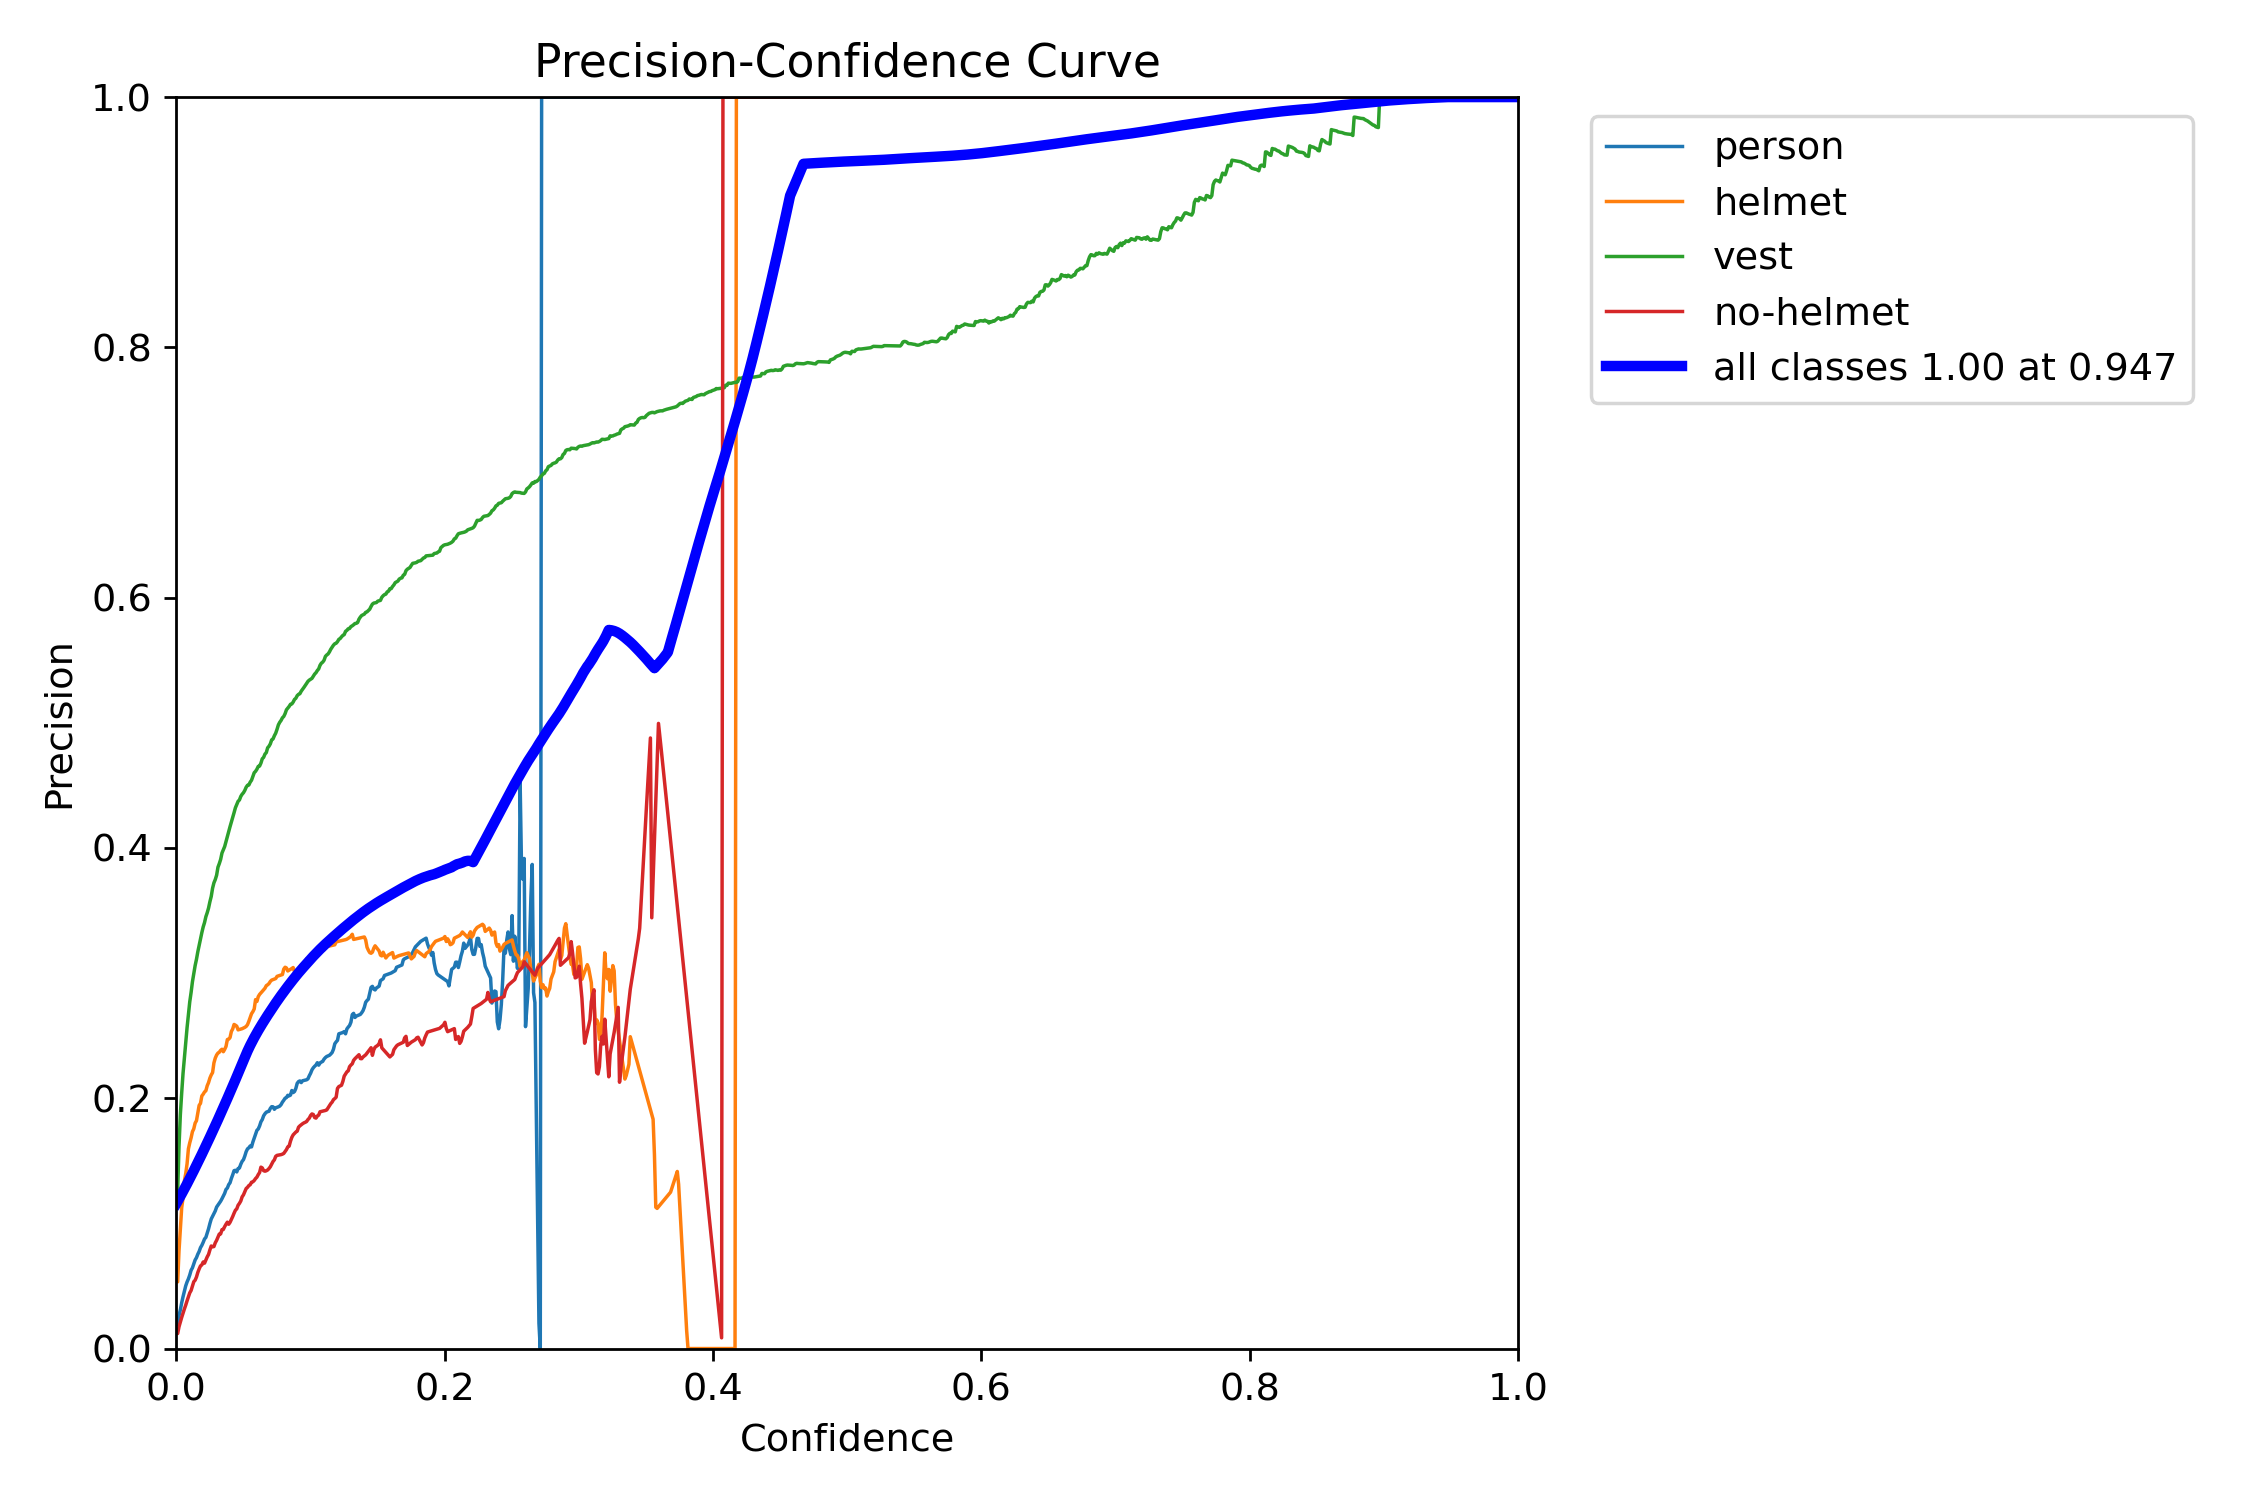 Precision-Confidence Curve
1.0
0.8
0.6
0.4
0.2
0.0
Precision
0.0 0.2 0.4 0.6 0.8 1.0
Confidence
person
helmet
vest
no-helmet
all classes 1.00 at 0.947